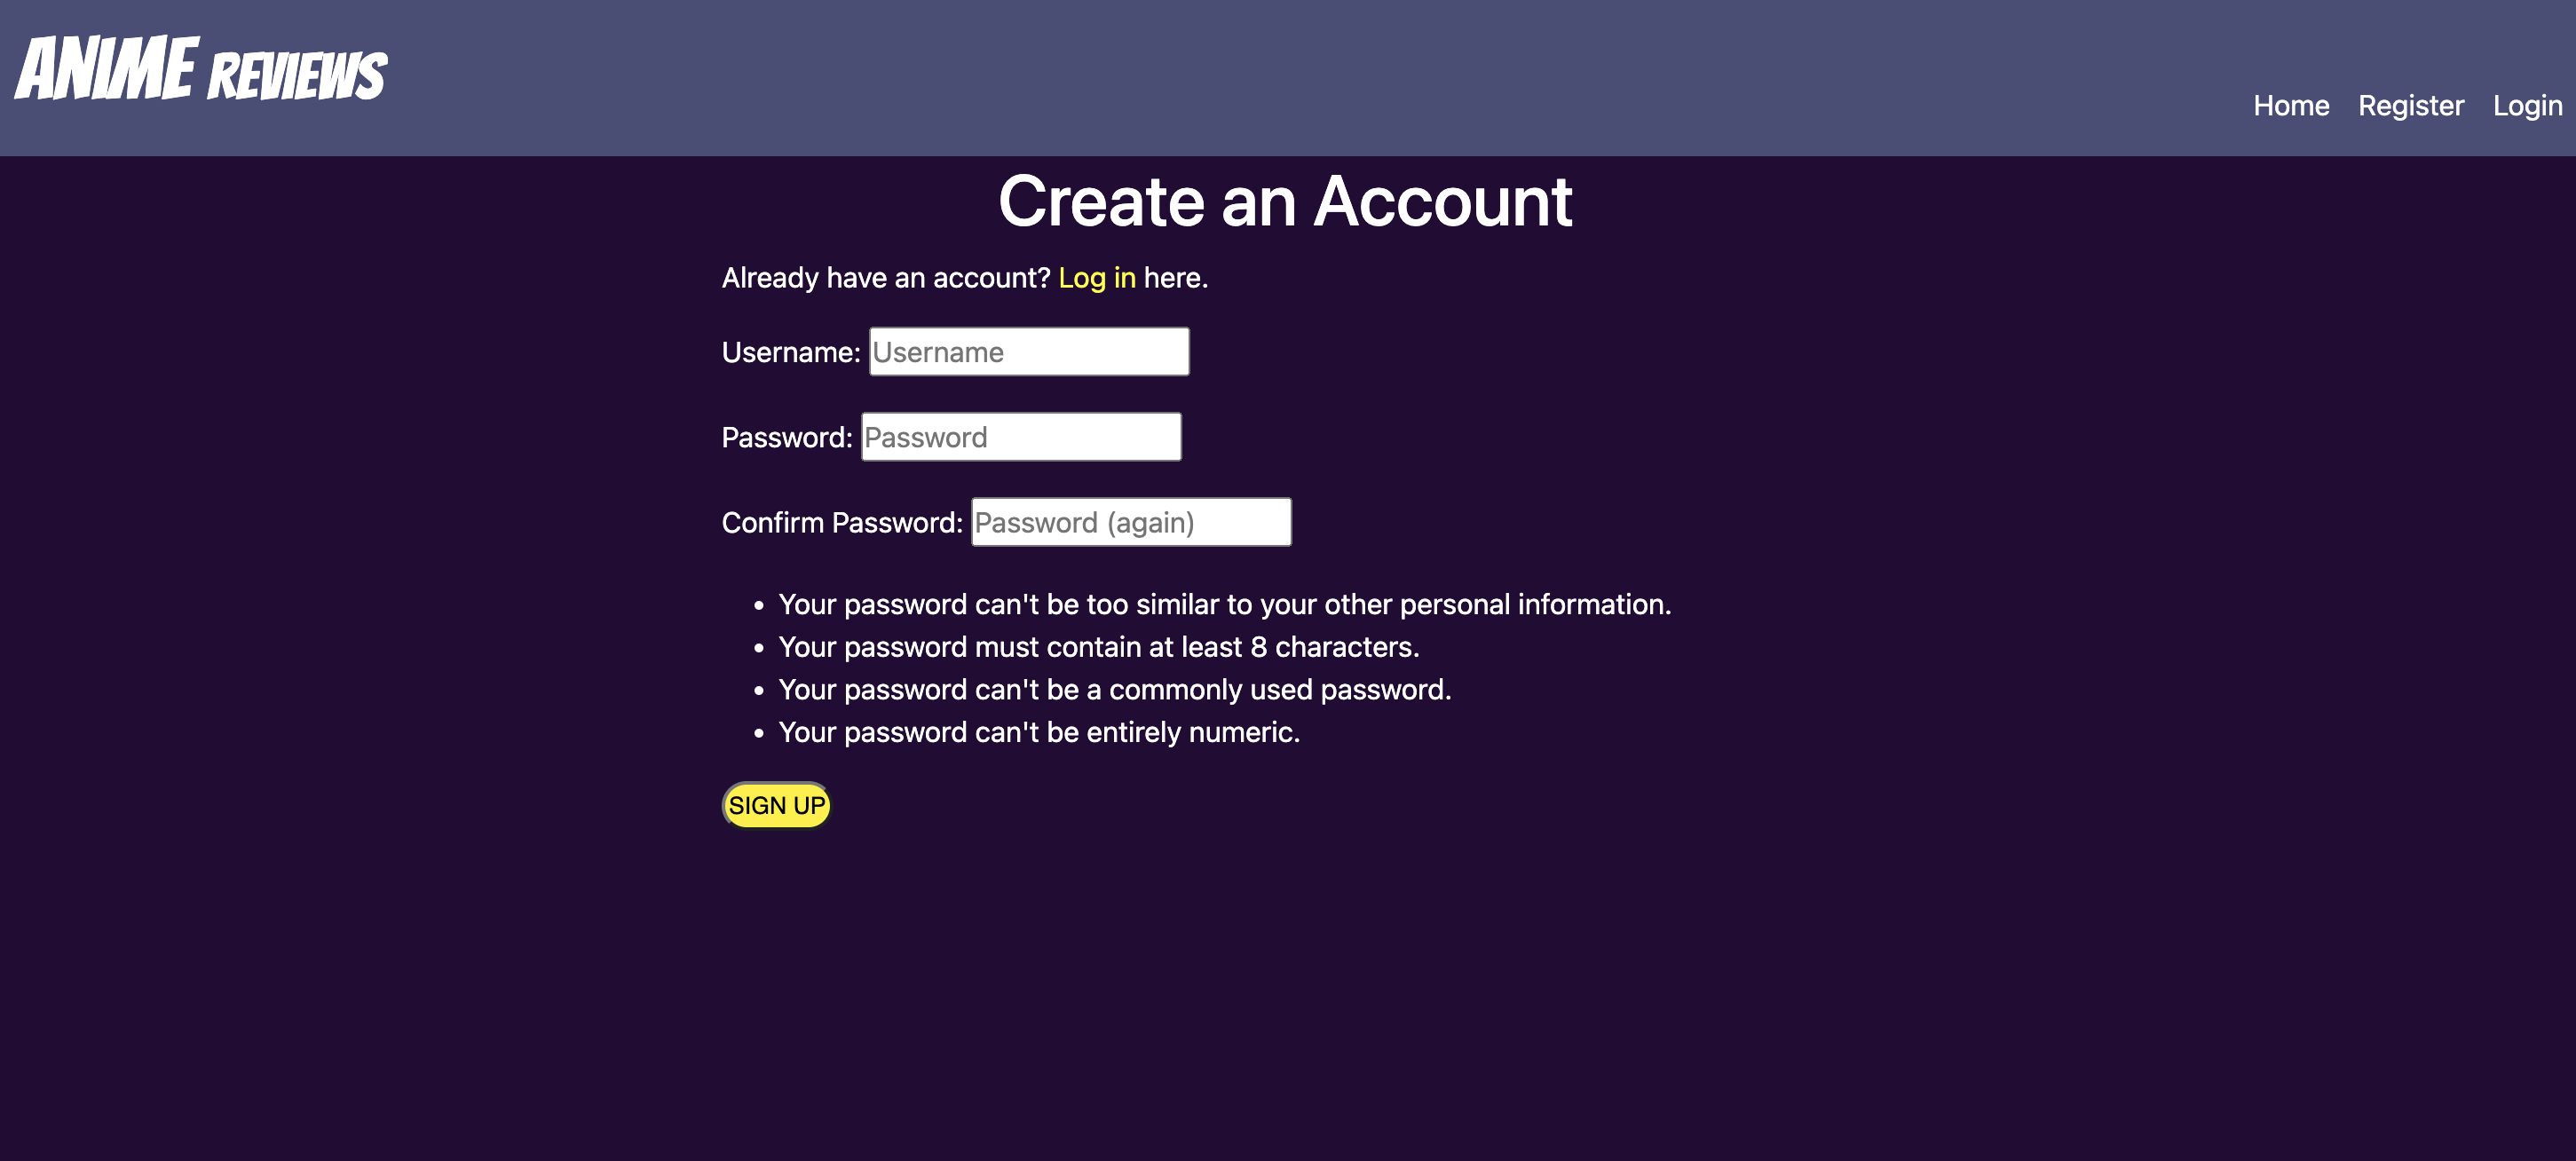 ANIME REVIEWS
Home Register Login
Create an Account
Already have an account? Log in here.
Username: Username
Password: Password
Confirm Password: Password (again)
• Your password can't be too similar to your other personal information.
• Your password must contain at least 8 characters.
• Your password can't be a commonly used password.
• Your password can't be entirely numeric.
SIGN UP